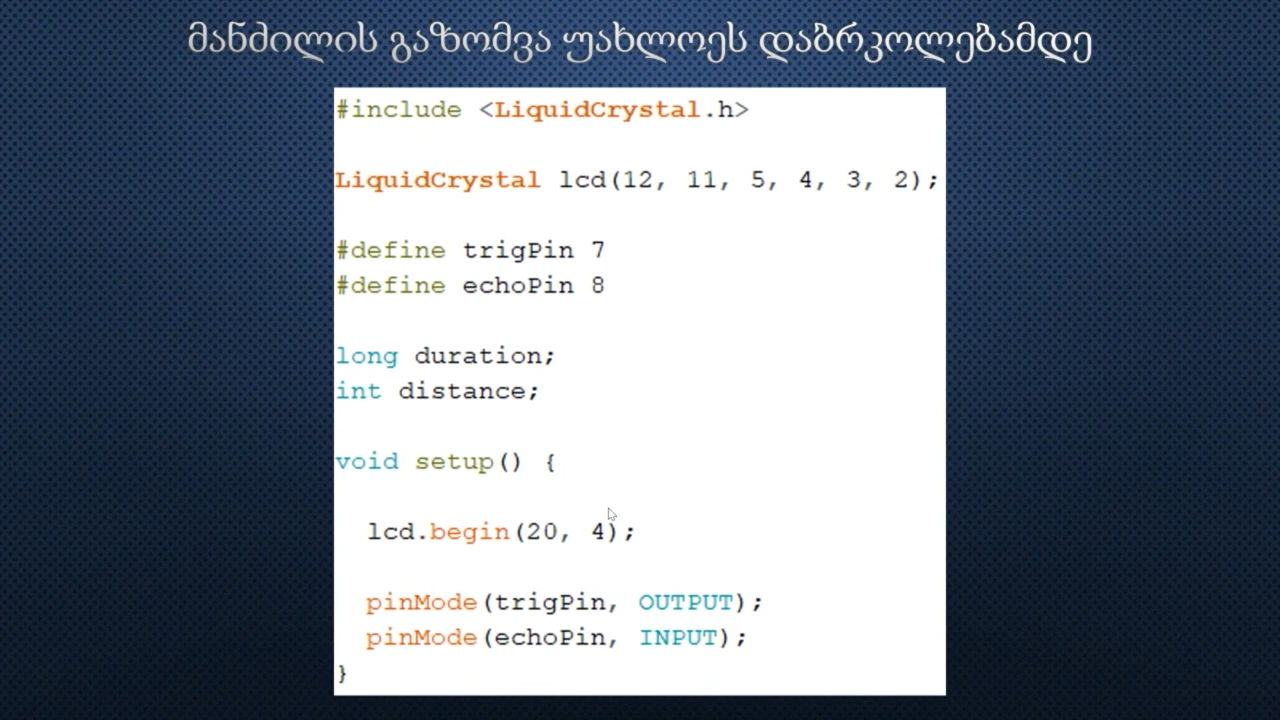 მანძილის გაზომვა უახლოეს დაბრკოლებამდე
#include <LiquidCrystal.h>
LiquidCrystal lcd(12, 11, 5, 4, 3, 2);
#define trigPin 7
#define echoPin 8
long duration;
int distance;
void setup() {
lcd.begin(20, 4);
pinMode(trigPin, OUTPUT);
pinMode(echoPin, INPUT);
}